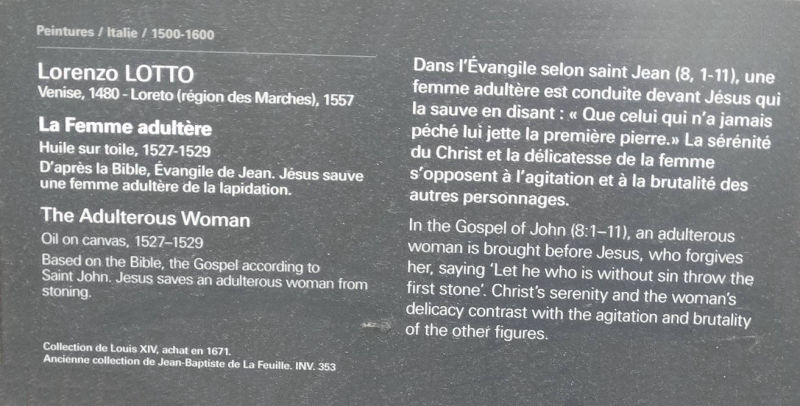 Peintures / Italie / 1500-1600
Lorenzo LOTTO
Venise, 1480 - Loreto (région des Marches), 1557
La Femme adultère
Huile sur toile, 1527-1529
D'après la Bible, Évangile de Jean. Jésus sauve
une femme adultère de la lapidation.
The Adulterous Woman
Oil on canvas, 1527–1529
Based on the Bible, the Gospel according to
Saint John. Jesus saves an adulterous woman from
stoning.
Collection de Louis XIV, achat en 1671.
Ancienne collection de Jean-Baptiste de La Feuille. INV. 353
Dans l'Évangile selon saint Jean (8, 1-11), une
femme adultère est conduite devant Jésus qui
la sauve en disant : « Que celui qui n'a jamais
péché lui jette la première pierre.» La sérénité
du Christ et la délicatesse de la femme
s'opposent à l'agitation et à la brutalité des
autres personnages.
In the Gospel of John (8:1–11), an adulterous
woman is brought before Jesus, who forgives
her, saying 'Let he who is without sin throw the
first stone'. Christ's serenity and the woman's
delicacy contrast with the agitation and brutality
of the other figures.